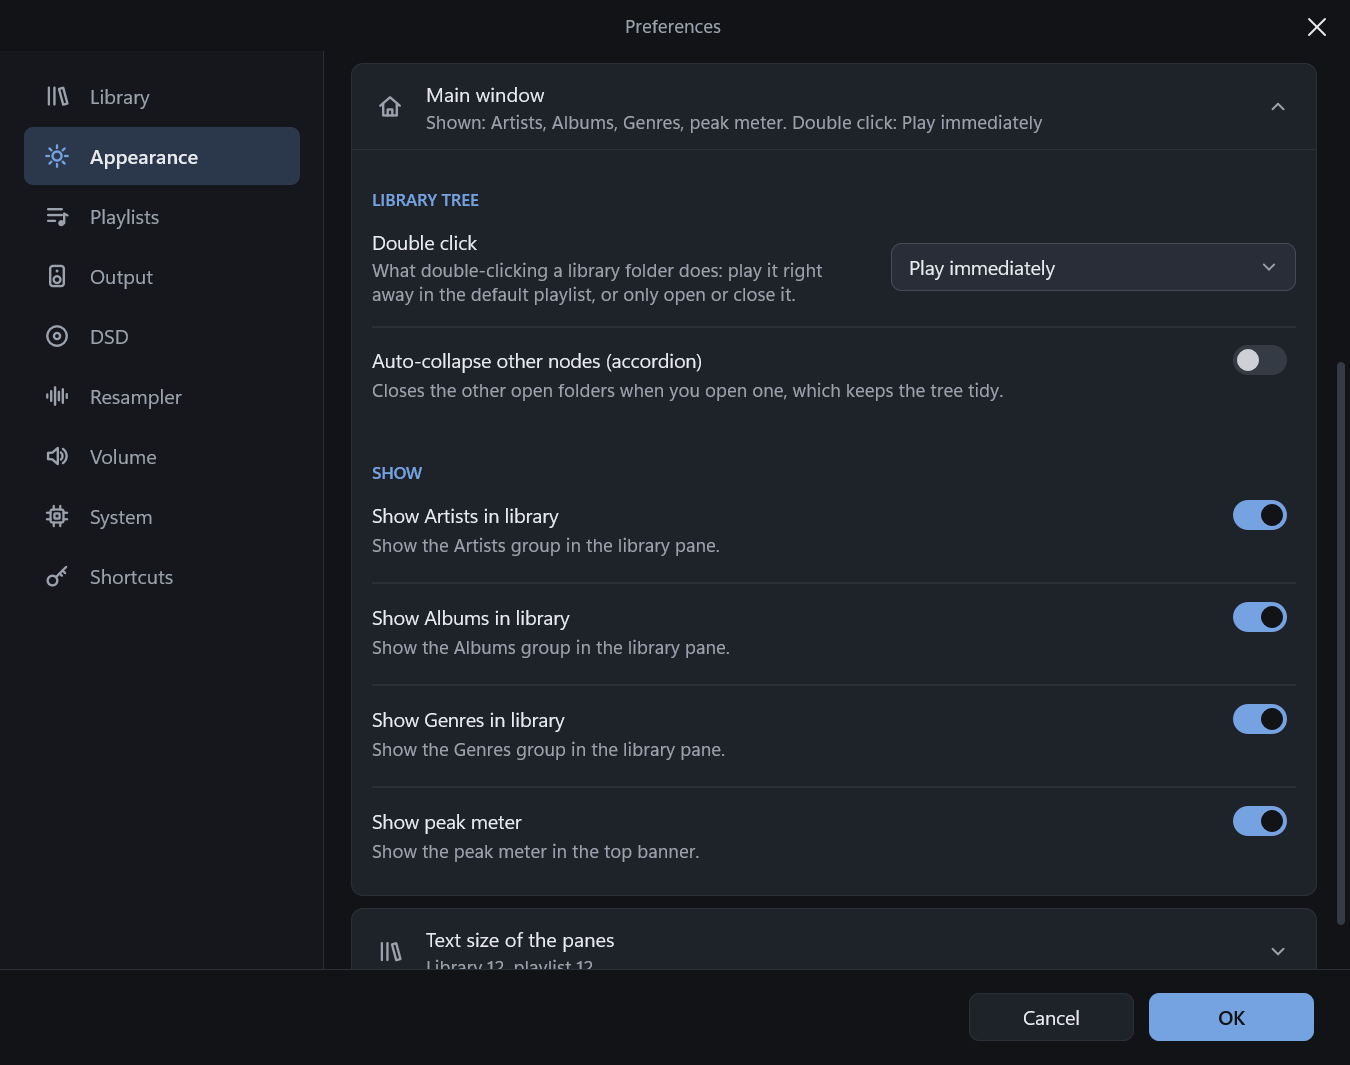 Preferences
Library
Appearance
Playlists
Output
DSD
Resampler
Volume
System
Shortcuts
Main window
Shown: Artists, Albums, Genres, peak meter. Double click: Play immediately
LIBRARY TREE
Double click
What double-clicking a library folder does: play it right
away in the default playlist, or only open or close it.
Play immediately
Auto-collapse other nodes (accordion)
Closes the other open folders when you open one, which keeps the tree tidy.
SHOW
Show Artists in library
Show the Artists group in the library pane.
Show Albums in library
Show the Albums group in the library pane.
Show Genres in library
Show the Genres group in the library pane.
Show peak meter
Show the peak meter in the top banner.
Text size of the panes
Library 12, playlist 12
Cancel
OK